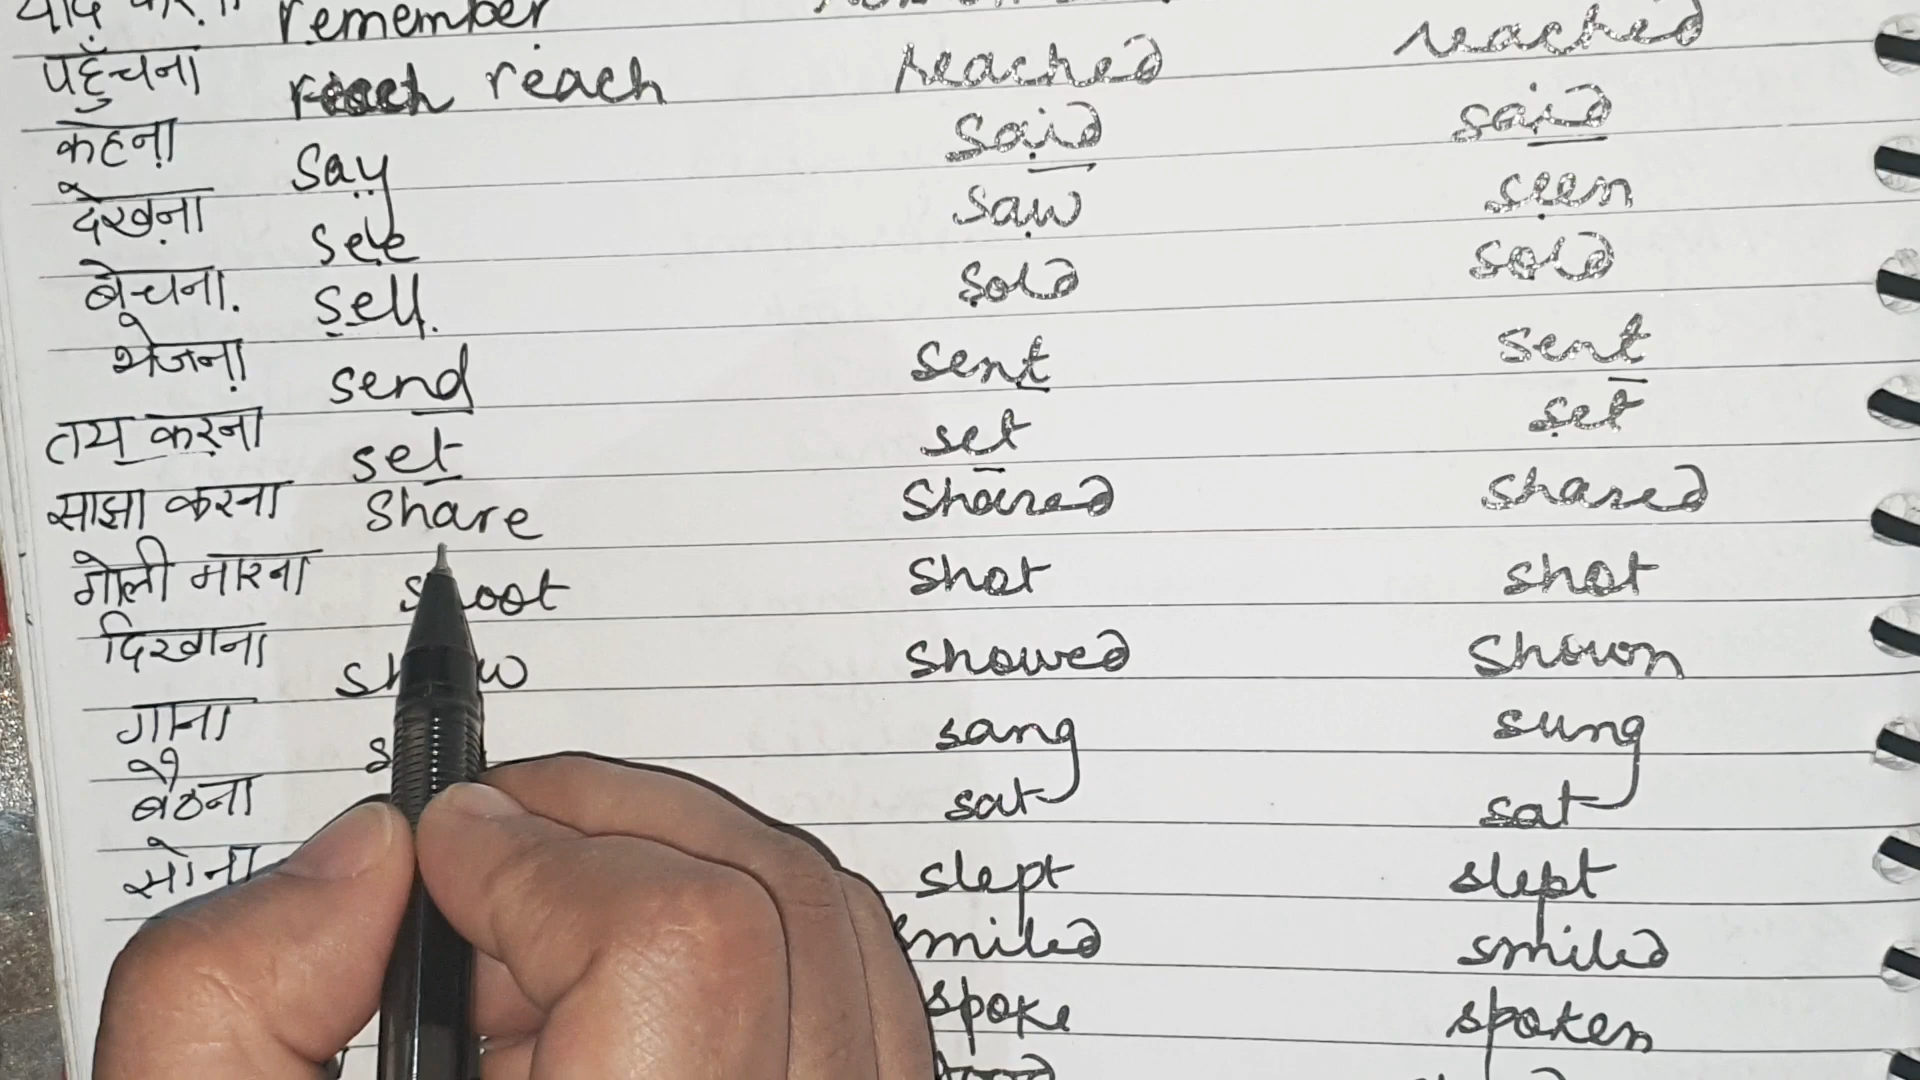 remember
पहुँचना reach reached reached
कहना say said said
देखना see saw seen
बेचना. sell. sold sold
भेजना send sent sent
तय करना set set set
साझा करना share shared shared
गोली मारना shot shot
दिखाना showed shown
गाना sang sung
बैठना sat sat
सोना slept slept
smiled smiled
spoke spoken